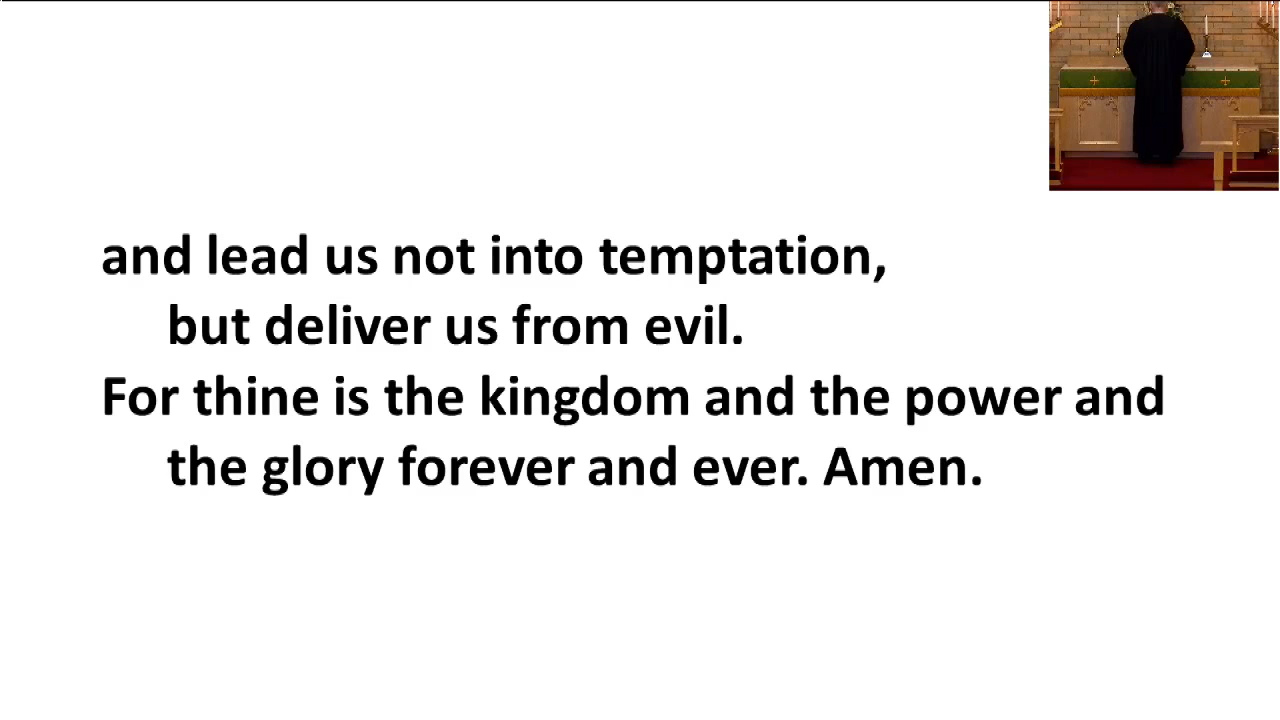 and lead us not into temptation,
but deliver us from evil.
For thine is the kingdom and the power and
the glory forever and ever. Amen.